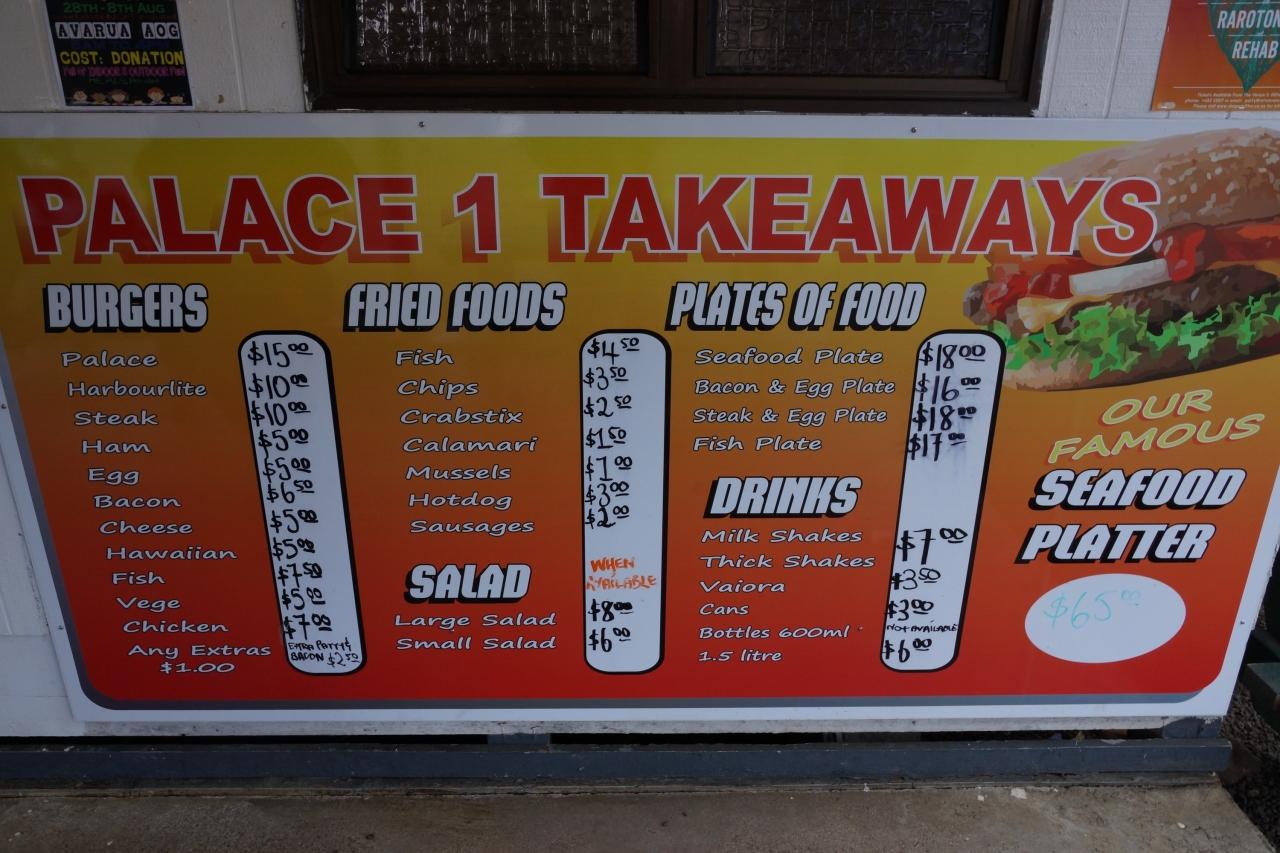 28TH-8TH AUG
AVARUA AOG
COST: DONATION
RAROTON
REHAB
PALACE 1 TAKEAWAYS
BURGERS
Palace $15.00
Harbourlite $10.00
Steak $10.00
Ham $5.00
Egg $5.00
Bacon $6.50
Cheese $5.00
Hawaiian $5.00
Fish $7.50
Vege $5.00
Chicken $7.00
Any Extras
$1.00
EXTRA PATTY &
BACON $2.50
FRIED FOODS
Fish $4.50
Chips $3.50
Crabstix $2.50
Calamari $1.50
Mussels $1.00
Hotdog $3.00
Sausages
WHEN
AVAILABLE
SALAD
Large Salad $8.00
Small Salad $6.00
PLATES OF FOOD
Seafood Plate $18.00
Bacon & Egg Plate $16.00
Steak & Egg Plate $18.00
Fish Plate $17.00
DRINKS
Milk Shakes $7.00
Thick Shakes
Vaiora $3.50
Cans $3.00
Bottles 600ml NOT AVAILABLE
1.5 litre $6.00
OUR
FAMOUS
SEAFOOD
PLATTER
$65.00